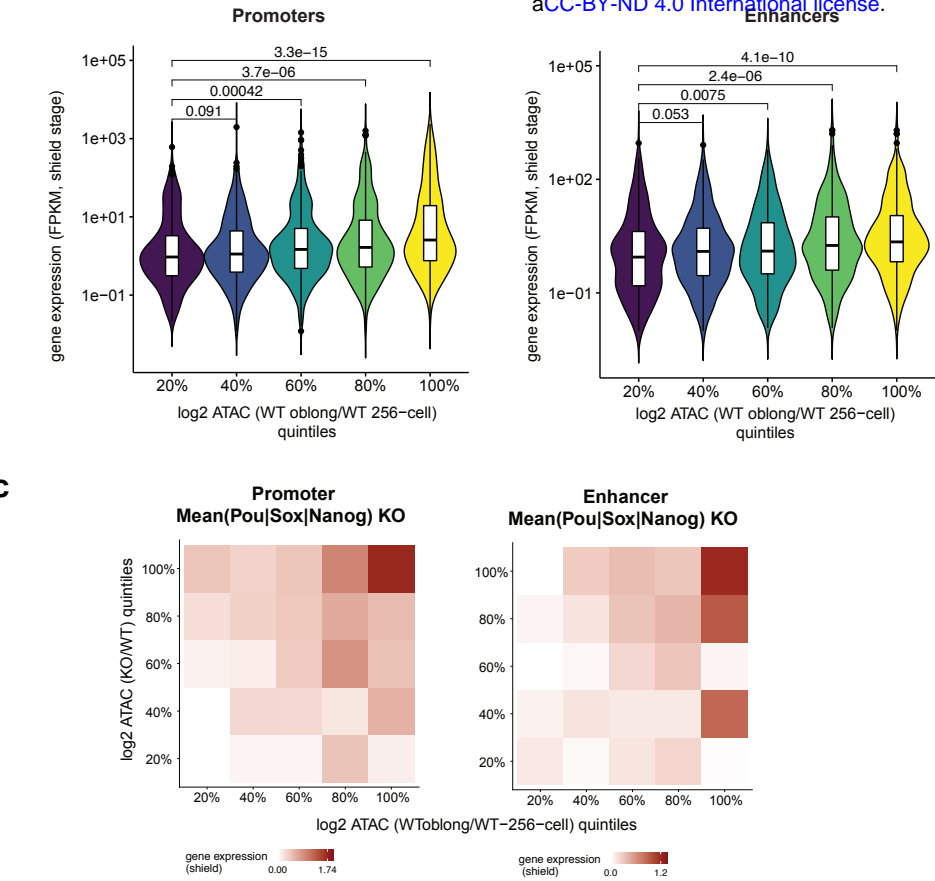 aCC-BY-ND 4.0 International license.
Promoters
Enhancers
gene expression (FPKM, shield stage)
1e+05
1e+03
1e+01
1e−01
3.3e−15
3.7e−06
0.00042
0.091
20% 40% 60% 80% 100%
log2 ATAC (WT oblong/WT 256−cell)
quintiles
gene expression (FPKM, shield stage)
1e+05
1e+02
1e−01
4.1e−10
2.4e−06
0.0075
0.053
20% 40% 60% 80% 100%
log2 ATAC (WT oblong/WT 256−cell)
quintiles
c
Promoter
Mean(Pou|Sox|Nanog) KO
log2 ATAC (KO/WT) quintiles
100%
80%
60%
40%
20%
20% 40% 60% 80% 100%
Enhancer
Mean(Pou|Sox|Nanog) KO
100%
80%
60%
40%
20%
20% 40% 60% 80% 100%
log2 ATAC (WToblong/WT−256−cell) quintiles
gene expression
(shield)
0.00 1.74
gene expression
(shield)
0.0 1.2